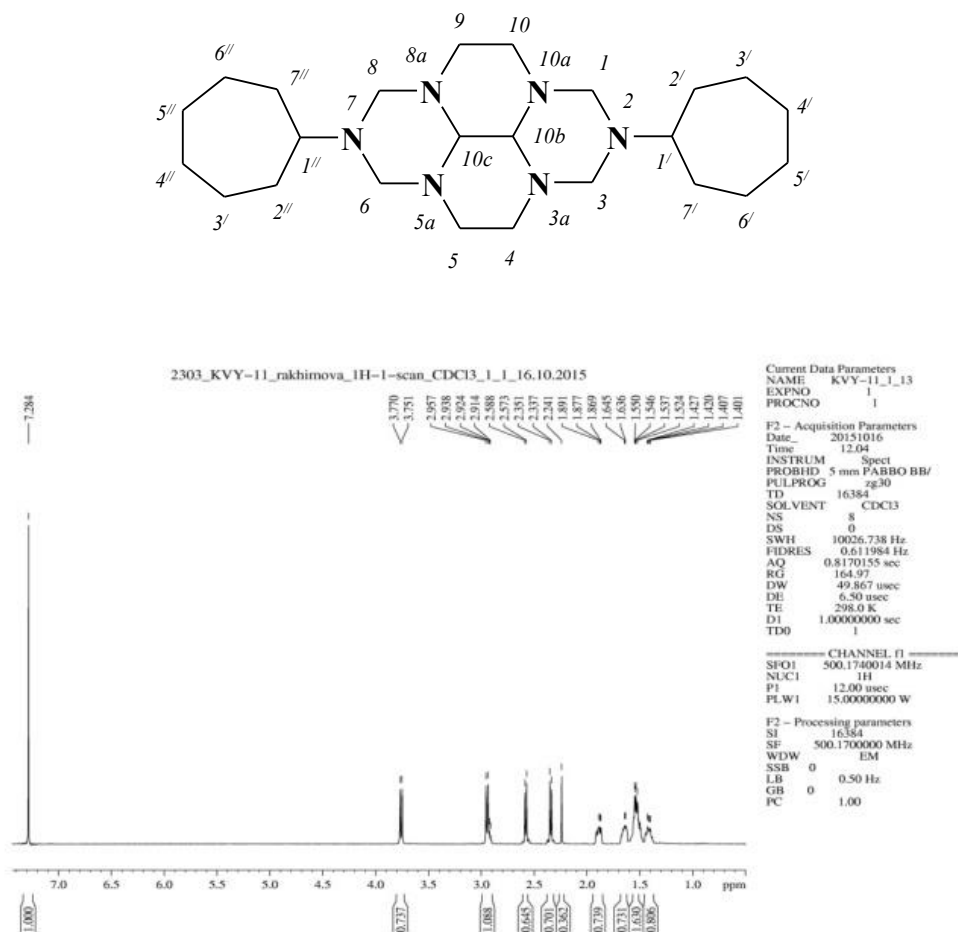 9 10
6// 7// 8 8a 10a 1 2/ 3/
N N
5// 7 2 4/
N N
10b
4// 1// 10c 1/ 5/
N N
3/ 2// 6 5a 3a 3 7/ 6/
5 4
2303_KVY-11_rakhimova_1H-1-scan_CDCl3_1_1_16.10.2015
7.284
3.770
3.751
2.957
2.938
2.924
2.914
2.588
2.573
2.351
2.337
2.241
1.891
1.877
1.869
1.645
1.636
1.550
1.546
1.537
1.524
1.427
1.420
1.407
1.401
7.0 6.5 6.0 5.5 5.0 4.5 4.0 3.5 3.0 2.5 2.0 1.5 1.0 ppm
1.000
0.737
1.088
0.645
0.701
0.362
0.739
0.731
1.630
0.806
Current Data Parameters
NAME KVY-11_1_13
EXPNO 1
PROCNO 1
F2 - Acquisition Parameters
Date_ 20151016
Time 12.04
INSTRUM Spect
PROBHD 5 mm PABBO BB/
PULPROG zg30
TD 16384
SOLVENT CDCl3
NS 8
DS 0
SWH 10026.738 Hz
FIDRES 0.611984 Hz
AQ 0.8170155 sec
RG 164.97
DW 49.867 usec
DE 6.50 usec
TE 298.0 K
D1 1.00000000 sec
TD0 1
======== CHANNEL f1 ========
SFO1 500.1740014 MHz
NUC1 1H
P1 12.00 usec
PLW1 15.00000000 W
F2 - Processing parameters
SI 16384
SF 500.1700000 MHz
WDW EM
SSB 0
LB 0.50 Hz
GB 0
PC 1.00